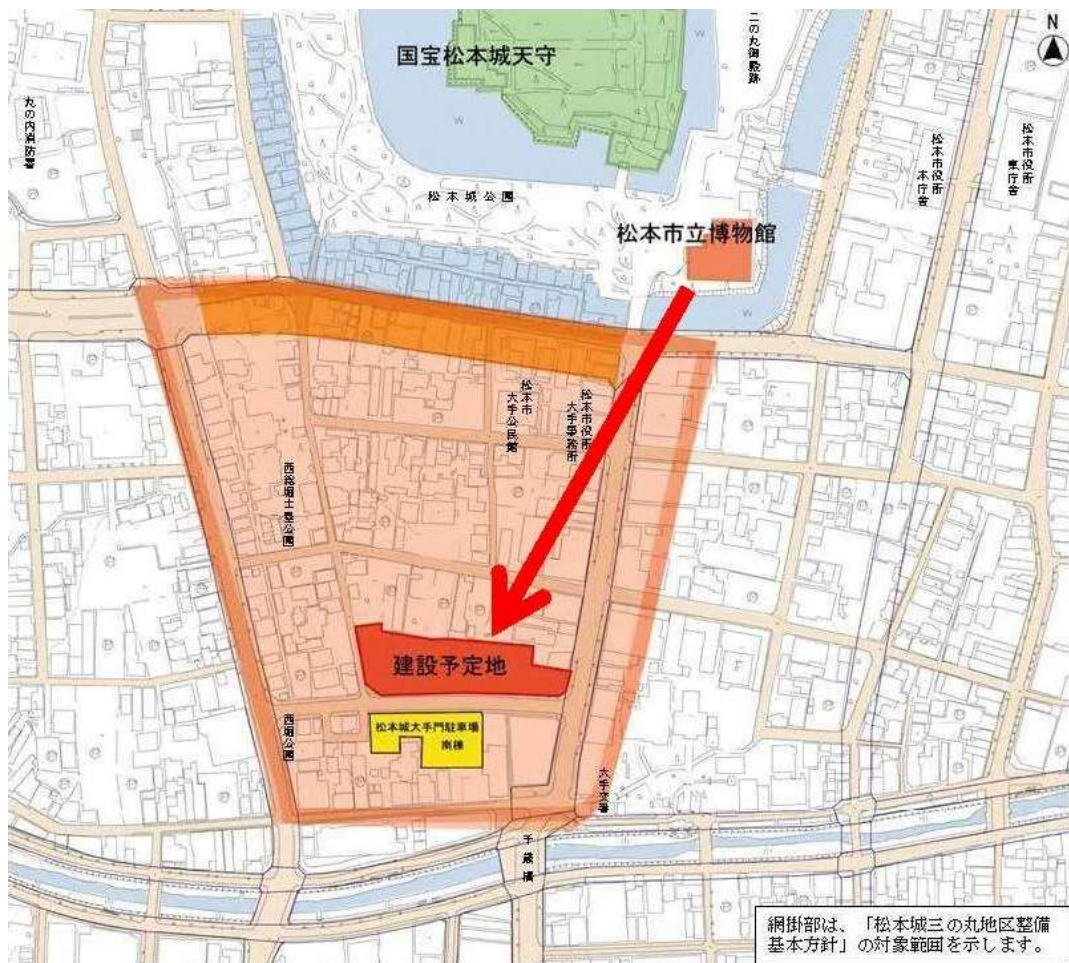 国宝松本城天守
二の丸御殿跡
N
丸の内消防署
松本市役所
本庁舎
松本市役所
東庁舎
松本城公園
松本市立博物館
松本市
大手公民館
松本市役所
大手事務所
西総堀土塁公園
建設予定地
松本城大手門駐車場
南棟
西堀公園
大手交番
千歳橋
網掛部は、「松本城三の丸地区整備
基本方針」の対象範囲を示します。